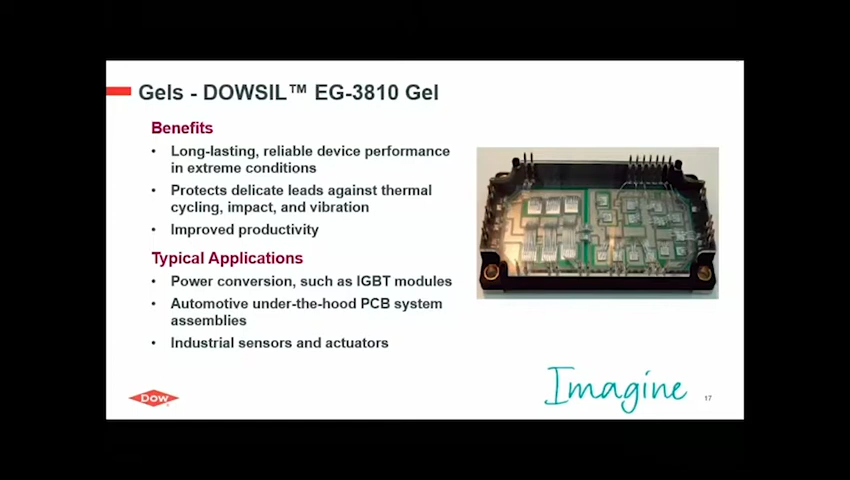 Gels - DOWSIL™ EG-3810 Gel
Benefits
• Long-lasting, reliable device performance
in extreme conditions
• Protects delicate leads against thermal
cycling, impact, and vibration
• Improved productivity
Typical Applications
• Power conversion, such as IGBT modules
• Automotive under-the-hood PCB system
assemblies
• Industrial sensors and actuators
Dow
Imagine
17